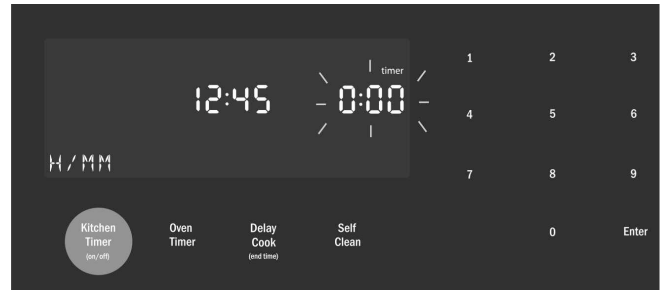 timer
12:45 0:00
H/MM
1 2 3
4 5 6
7 8 9
0 Enter
Kitchen
Timer
(on/off)
Oven
Timer
Delay
Cook
(end time)
Self
Clean